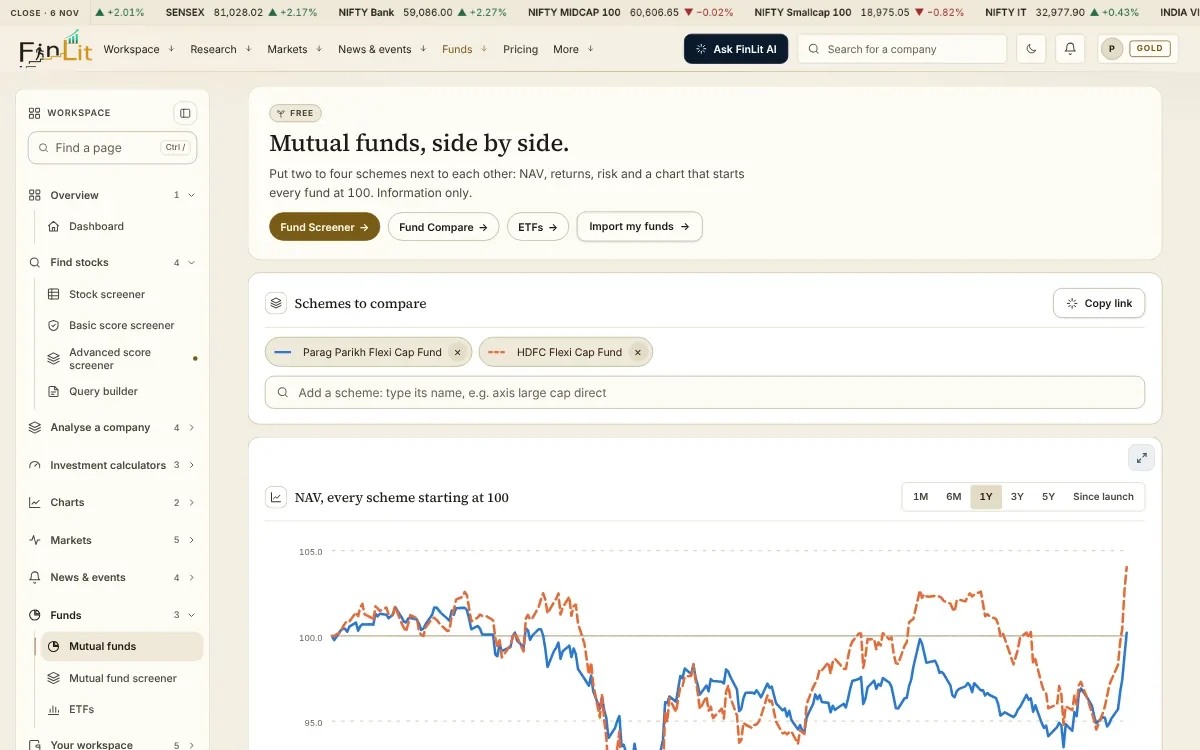 CLOSE · 6 NOV ▲ +2.01% SENSEX 81,028.02 ▲ +2.17% NIFTY Bank 59,086.00 ▲ +2.27% NIFTY MIDCAP 100 60,606.65 ▼ −0.02% NIFTY Smallcap 100 18,975.05 ▼ −0.82% NIFTY IT 32,977.90 ▲ +0.43% INDIA VI
FinLit Workspace Research Markets News & events Funds Pricing More Ask FinLit AI Search for a company P GOLD
WORKSPACE
Find a page Ctrl /
Overview 1
Dashboard
Find stocks 4
Stock screener
Basic score screener
Advanced score
screener
Query builder
Analyse a company 4
Investment calculators 3
Charts 2
Markets 5
News & events 4
Funds 3
Mutual funds
Mutual fund screener
ETFs
Your workspace 5
FREE
Mutual funds, side by side.
Put two to four schemes next to each other: NAV, returns, risk and a chart that starts
every fund at 100. Information only.
Fund Screener → Fund Compare → ETFs → Import my funds →
Schemes to compare Copy link
Parag Parikh Flexi Cap Fund × HDFC Flexi Cap Fund ×
Add a scheme: type its name, e.g. axis large cap direct
NAV, every scheme starting at 100 1M 6M 1Y 3Y 5Y Since launch
105.0
100.0
95.0